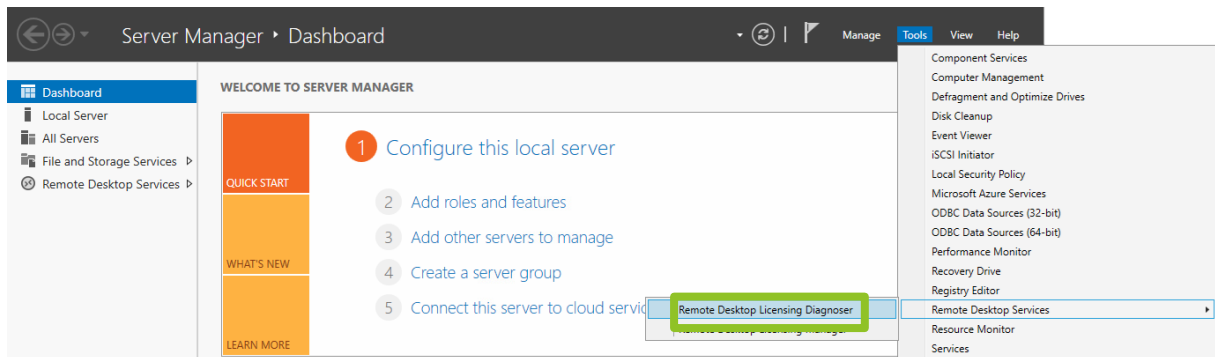 Server Manager ‣ Dashboard
Manage
Tools
View
Help
Dashboard
Local Server
All Servers
File and Storage Services
Remote Desktop Services
WELCOME TO SERVER MANAGER
QUICK START
WHAT'S NEW
LEARN MORE
1 Configure this local server
2 Add roles and features
3 Add other servers to manage
4 Create a server group
5 Connect this server to cloud
Component Services
Computer Management
Defragment and Optimize Drives
Disk Cleanup
Event Viewer
iSCSI Initiator
Local Security Policy
Microsoft Azure Services
ODBC Data Sources (32-bit)
ODBC Data Sources (64-bit)
Performance Monitor
Recovery Drive
Registry Editor
Remote Desktop Services
Resource Monitor
Services
Remote Desktop Licensing Diagnoser
Remote Desktop Licensing Manager